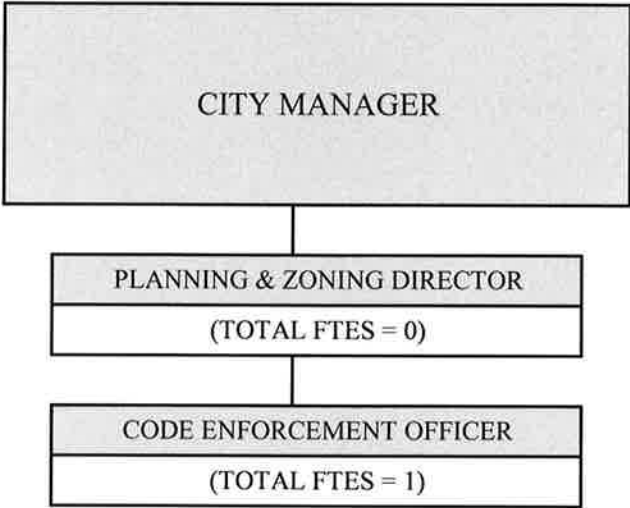 CITY MANAGER
PLANNING & ZONING DIRECTOR
(TOTAL FTES = 0)
CODE ENFORCEMENT OFFICER
(TOTAL FTES = 1)